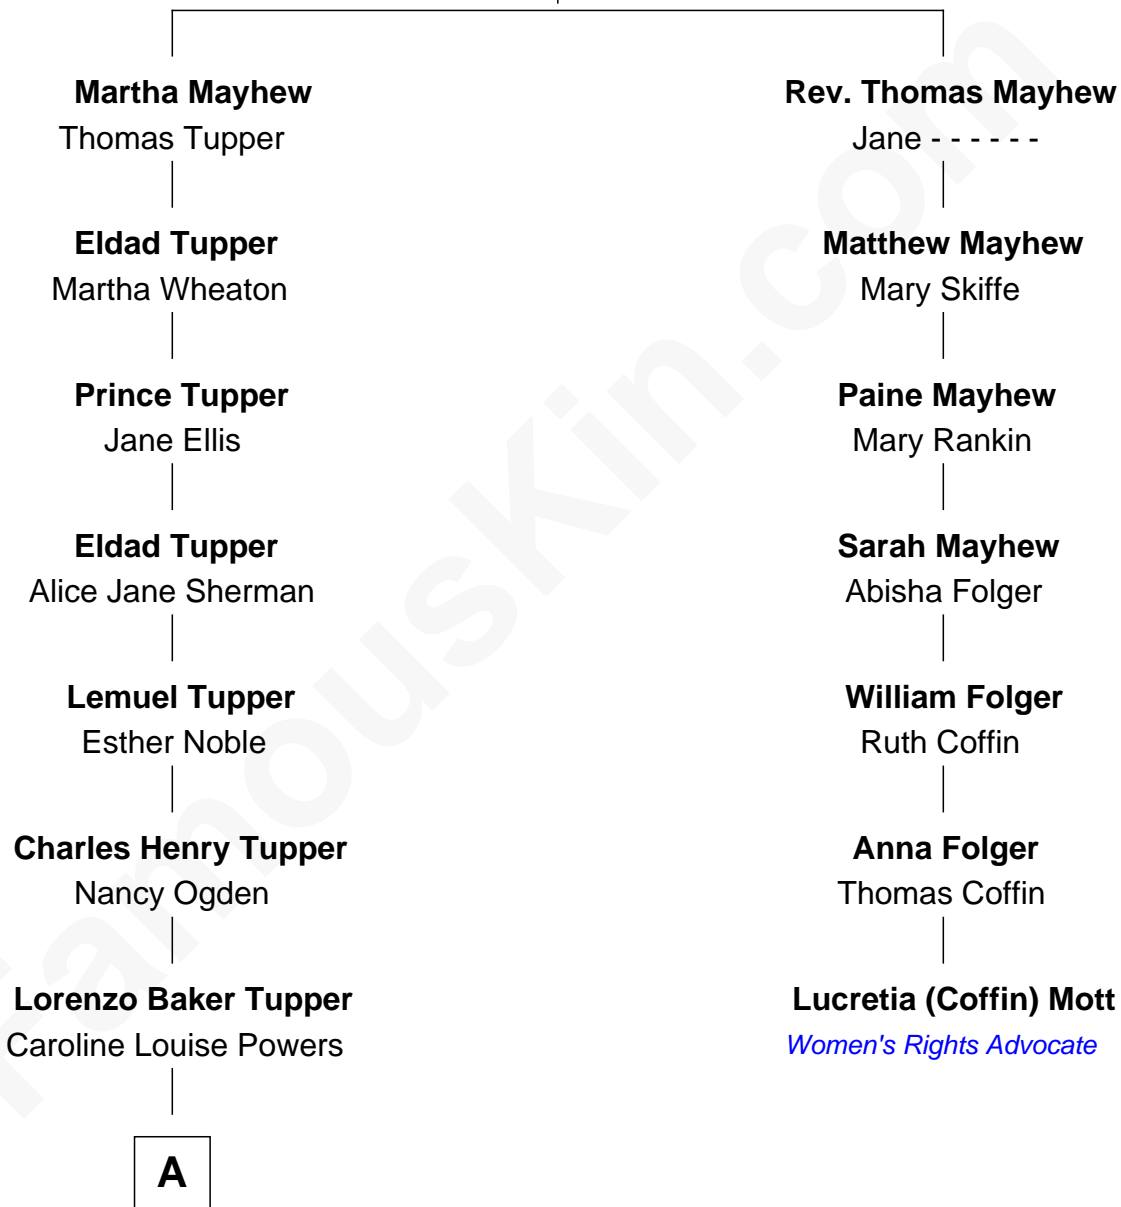 Martha Mayhew
Thomas Tupper
Eldad Tupper
Martha Wheaton
Prince Tupper
Jane Ellis
Eldad Tupper
Alice Jane Sherman
Lemuel Tupper
Esther Noble
Charles Henry Tupper
Nancy Ogden
Lorenzo Baker Tupper
Caroline Louise Powers
A
Rev. Thomas Mayhew
Jane - - - - - -
Matthew Mayhew
Mary Skiffe
Paine Mayhew
Mary Rankin
Sarah Mayhew
Abisha Folger
William Folger
Ruth Coffin
Anna Folger
Thomas Coffin
Lucretia (Coffin) Mott
Women's Rights Advocate
FamousKin.com